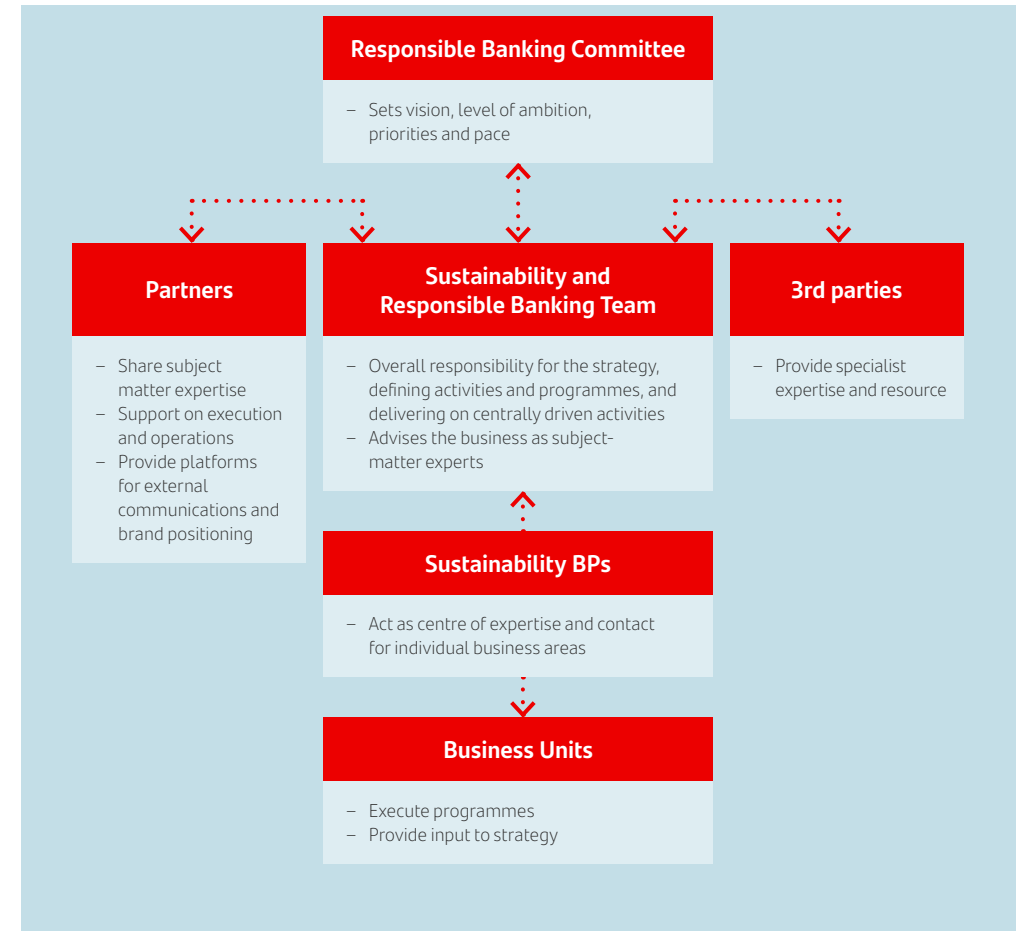 Responsible Banking Committee
– Sets vision, level of ambition,
priorities and pace
Partners
– Share subject
matter expertise
– Support on execution
and operations
– Provide platforms
for external
communications and
brand positioning
Sustainability and
Responsible Banking Team
– Overall responsibility for the strategy,
defining activities and programmes, and
delivering on centrally driven activities
– Advises the business as subject-
matter experts
3rd parties
– Provide specialist
expertise and resource
Sustainability BPs
– Act as centre of expertise and contact
for individual business areas
Business Units
– Execute programmes
– Provide input to strategy